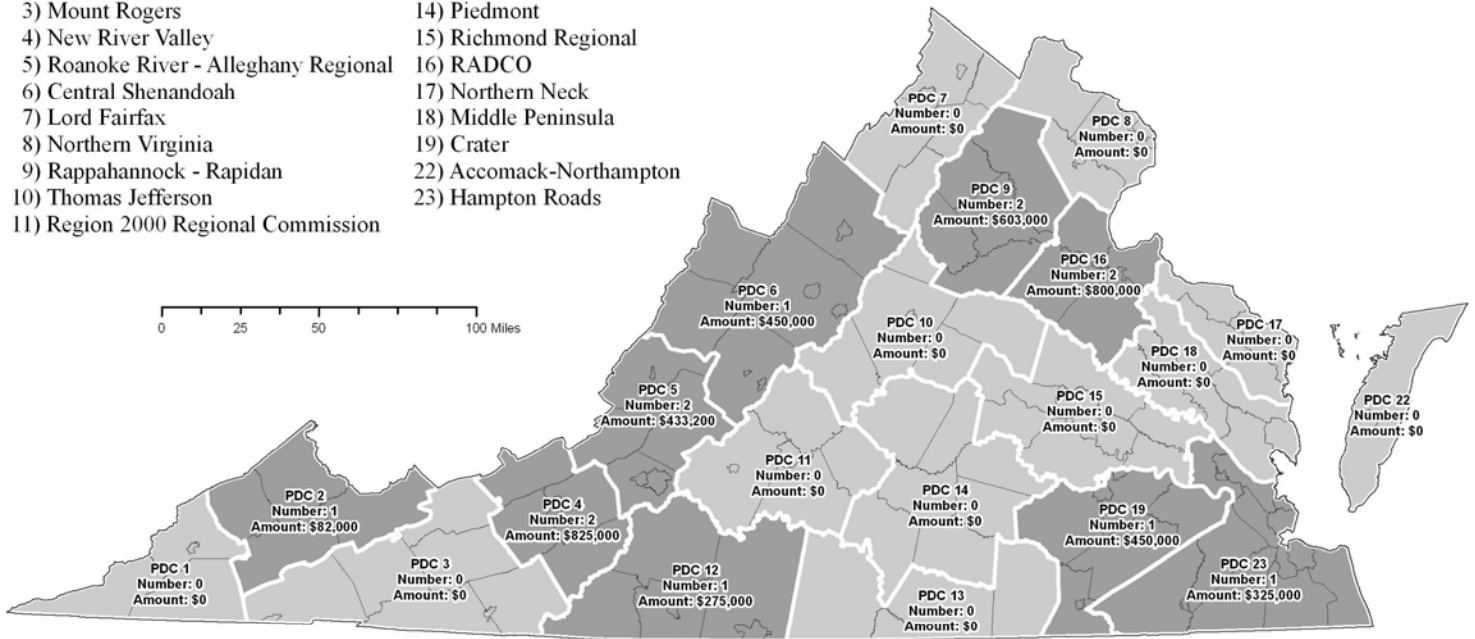 3) Mount Rogers
4) New River Valley
5) Roanoke River - Alleghany Regional
6) Central Shenandoah
7) Lord Fairfax
8) Northern Virginia
9) Rappahannock - Rapidan
10) Thomas Jefferson
11) Region 2000 Regional Commission
14) Piedmont
15) Richmond Regional
16) RADCO
17) Northern Neck
18) Middle Peninsula
19) Crater
22) Accomack-Northampton
23) Hampton Roads
0 25 50 100 Miles
PDC 7
Number: 0
Amount: $0
PDC 8
Number: 0
Amount: $0
PDC 9
Number: 2
Amount: $603,000
PDC 16
Number: 2
Amount: $800,000
PDC 6
Number: 1
Amount: $450,000
PDC 10
Number: 0
Amount: $0
PDC 17
Number: 0
Amount: $0
PDC 18
Number: 0
Amount: $0
PDC 5
Number: 2
Amount: $433,200
PDC 15
Number: 0
Amount: $0
PDC 22
Number: 0
Amount: $0
PDC 11
Number: 0
Amount: $0
PDC 2
Number: 1
Amount: $82,000
PDC 4
Number: 2
Amount: $825,000
PDC 14
Number: 0
Amount: $0
PDC 19
Number: 1
Amount: $450,000
PDC 1
Number: 0
Amount: $0
PDC 3
Number: 0
Amount: $0
PDC 12
Number: 1
Amount: $275,000
PDC 13
Number: 0
Amount: $0
PDC 23
Number: 1
Amount: $325,000